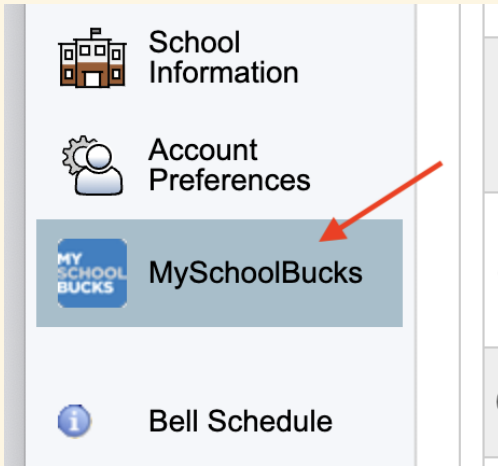 School
Information
Account
Preferences
MY
SCHOOL
BUCKS
MySchoolBucks
Bell Schedule